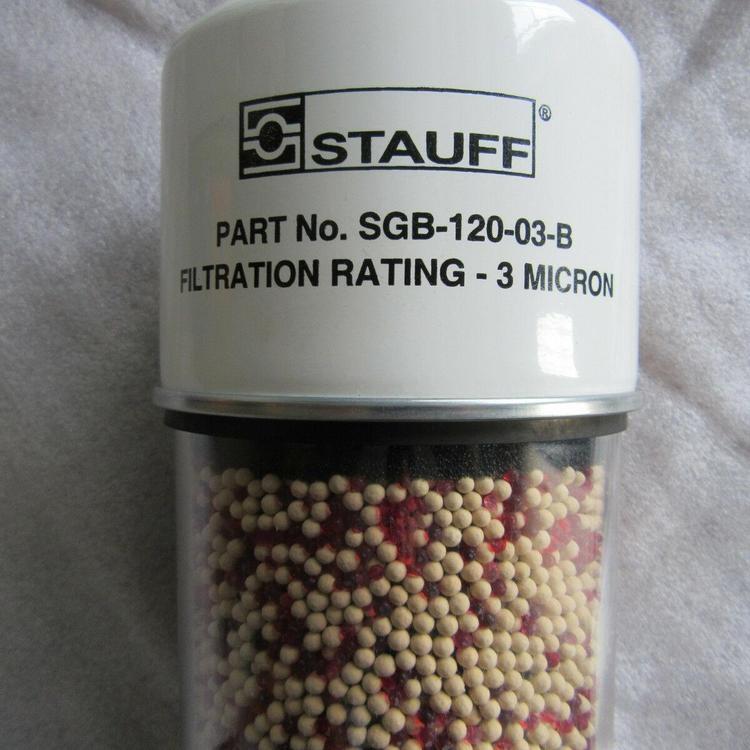 STAUFF®
PART No. SGB-120-03-B
FILTRATION RATING - 3 MICRON